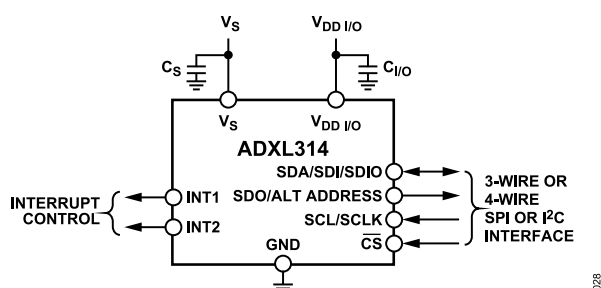 VS
VDD I/O
CS
CI/O
VS
VDD I/O
ADXL314
SDA/SDI/SDIO
SDO/ALT ADDRESS
SCL/SCLK
CS
INT1
INT2
GND
INTERRUPT
CONTROL
3-WIRE OR
4-WIRE
SPI OR I2C
INTERFACE
028